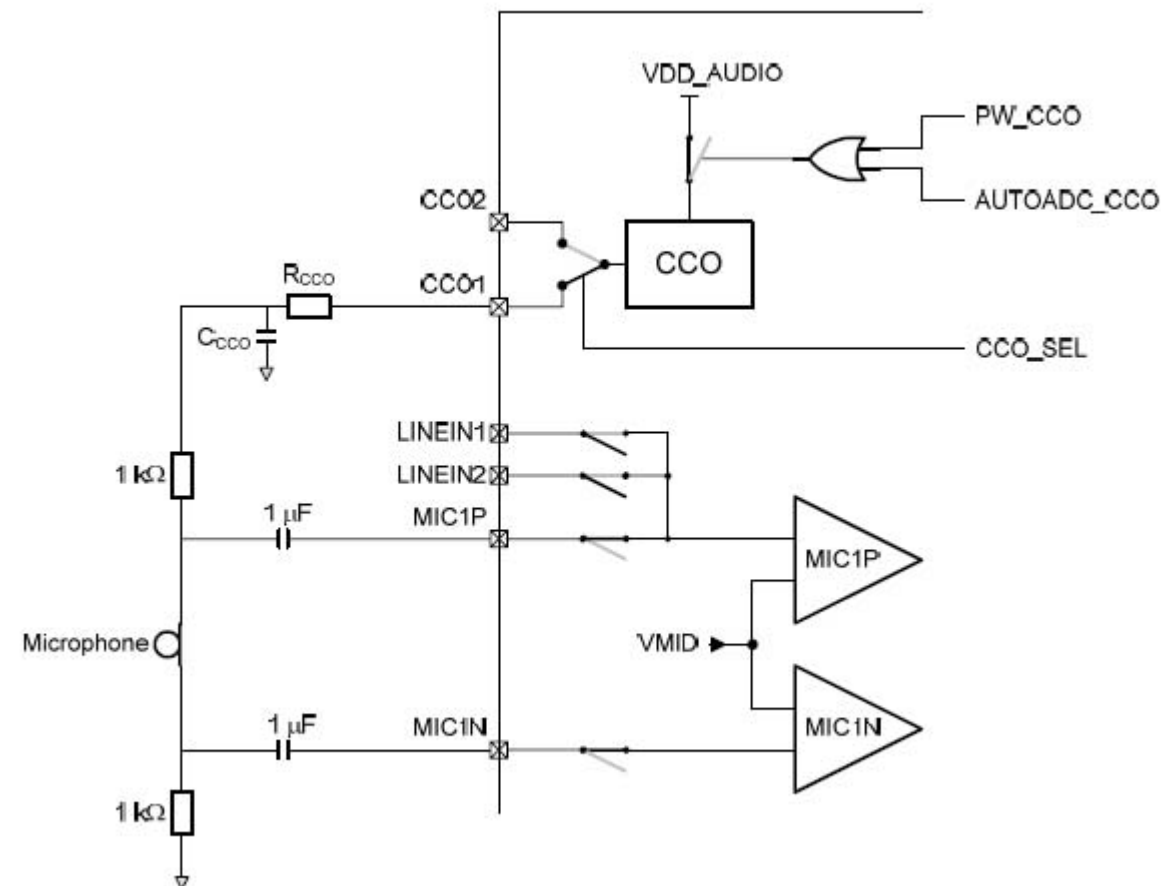 VDD_AUDIO
PW_CCO
AUTOADC_CCO
CCO2
CCO
CCO1
RCCO
CCCO
CCO_SEL
LINEIN1
LINEIN2
1 kΩ
1 μF
MIC1P
MIC1P
Microphone
VMID
1 μF
MIC1N
MIC1N
1 kΩ